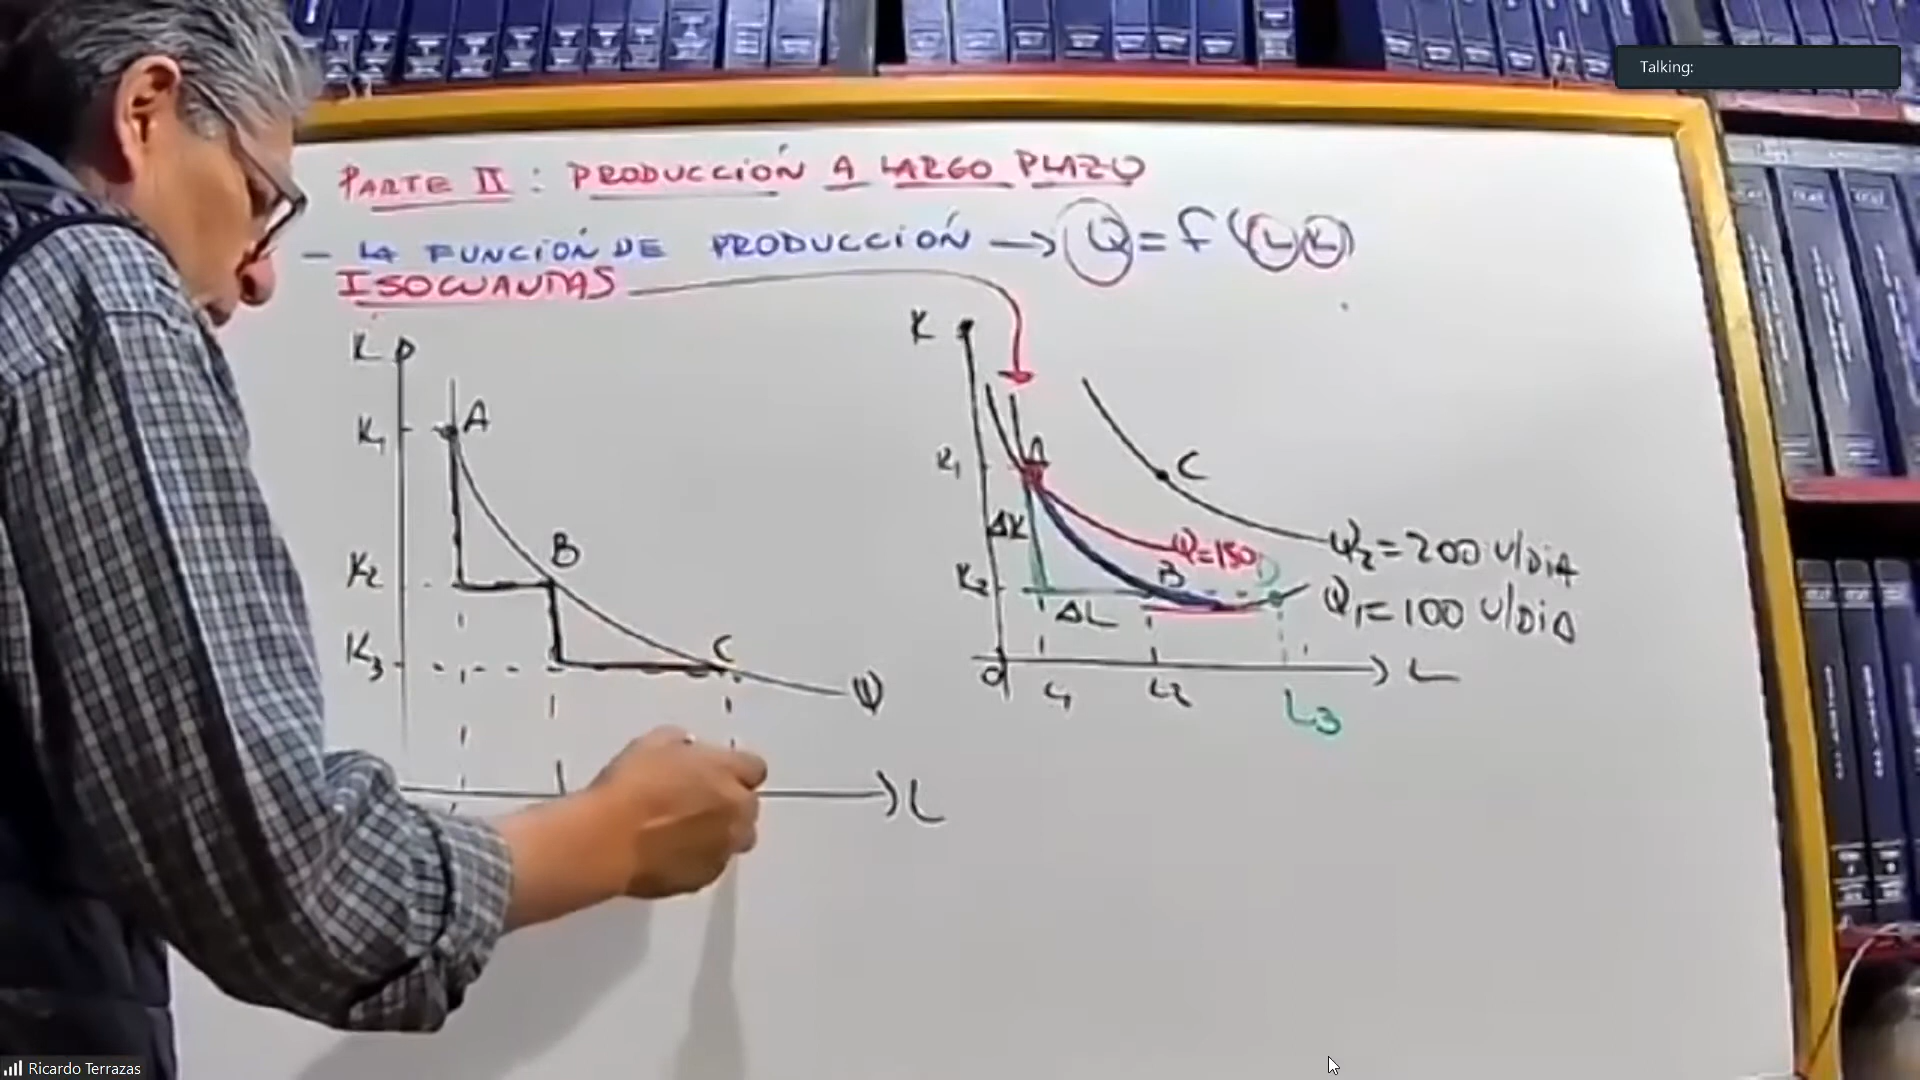 Talking:
PARTE II : PRODUCCIÓN A LARGO PLAZO
- LA FUNCIÓN DE PRODUCCIÓN → Q = f(L K)
ISOCUANTAS
K
K
K1
A
K1
A
C
ΔK
Q=150
Q2 = 200 U/DIA
K2
B
K2
B
D
Q1 = 100 U/DIA
ΔL
K3
C
Q
0
L1
L2
L3
L
L
Ricardo Terrazas